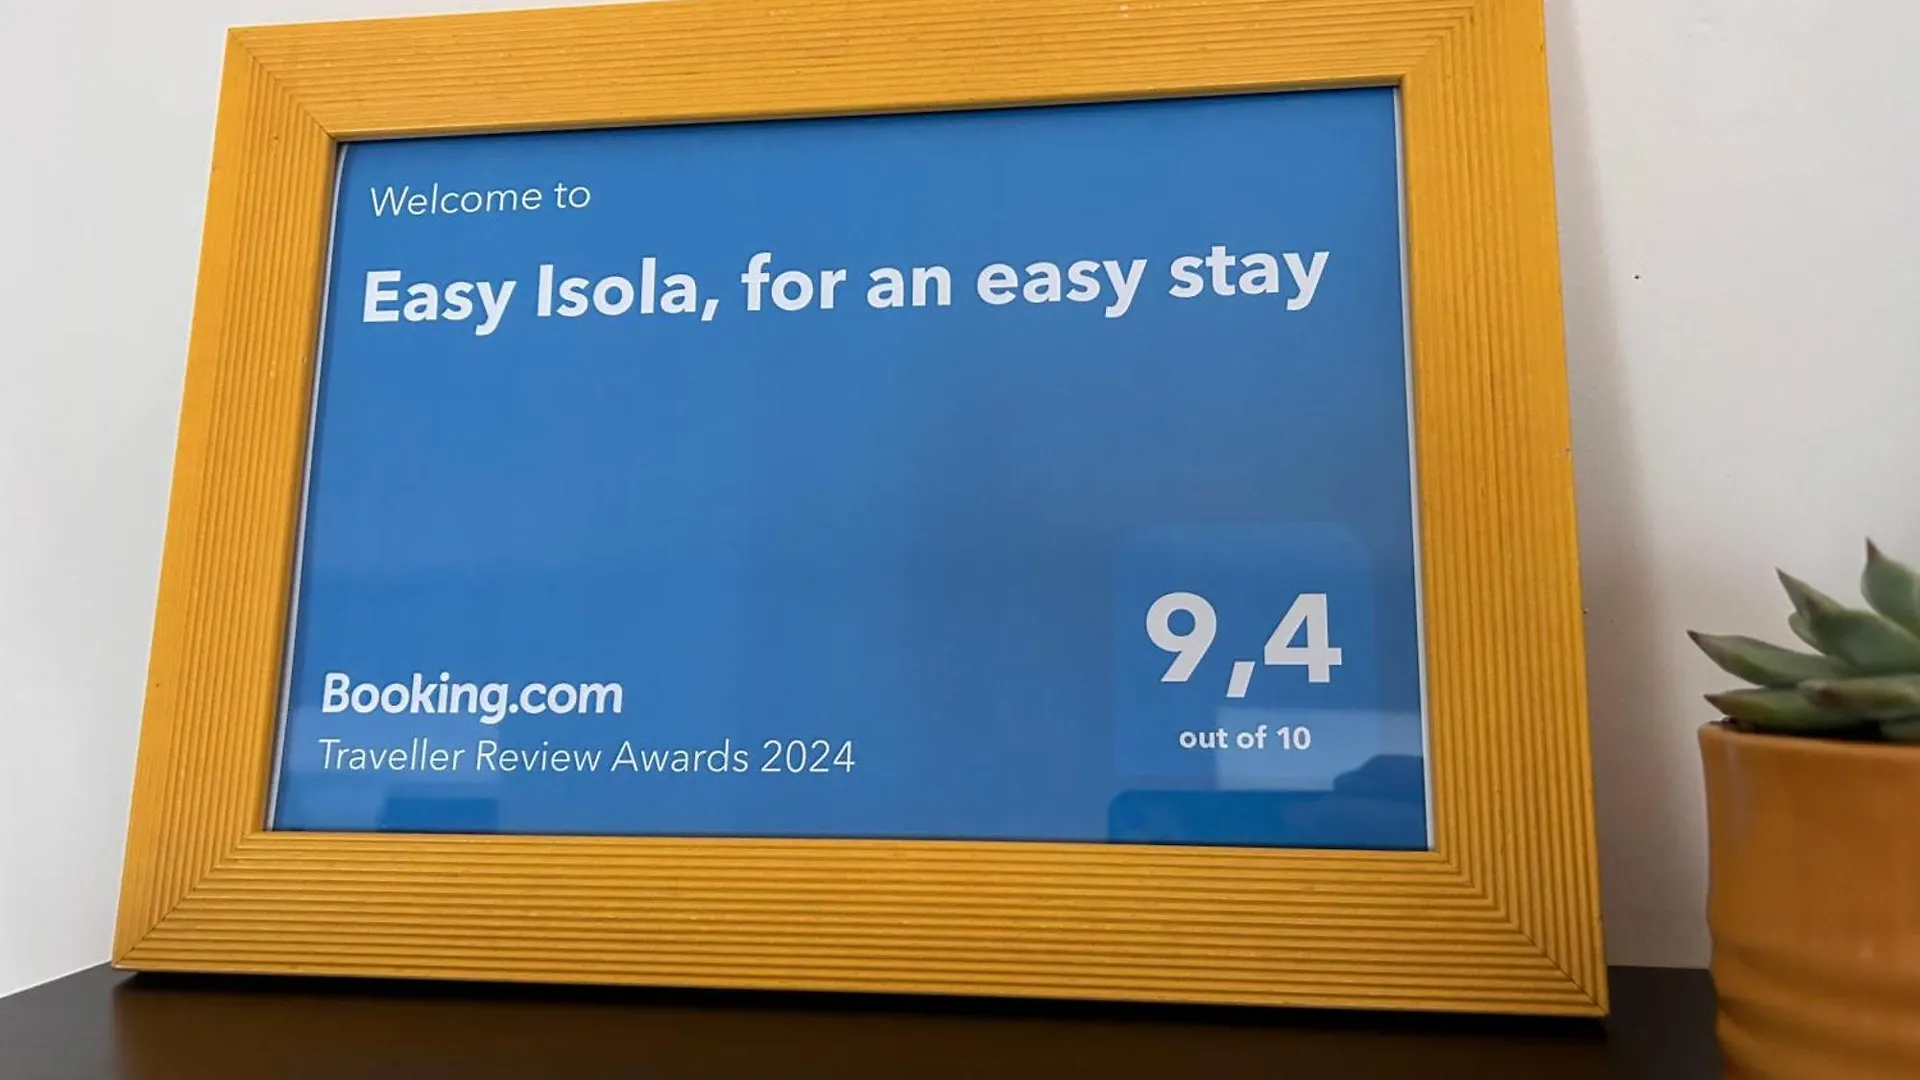 Welcome to
Easy Isola, for an easy stay
Booking.com
Traveller Review Awards 2024
9,4
out of 10